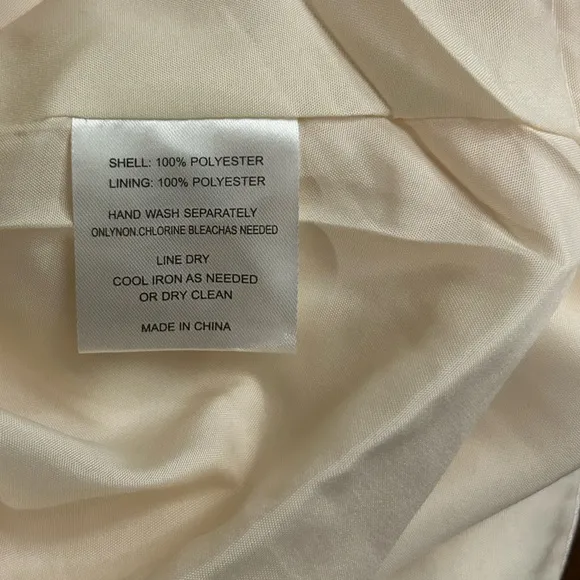 SHELL: 100% POLYESTER
LINING: 100% POLYESTER
HAND WASH SEPARATELY
ONLYNON.CHLORINE BLEACHAS NEEDED
LINE DRY
COOL IRON AS NEEDED
OR DRY CLEAN
MADE IN CHINA